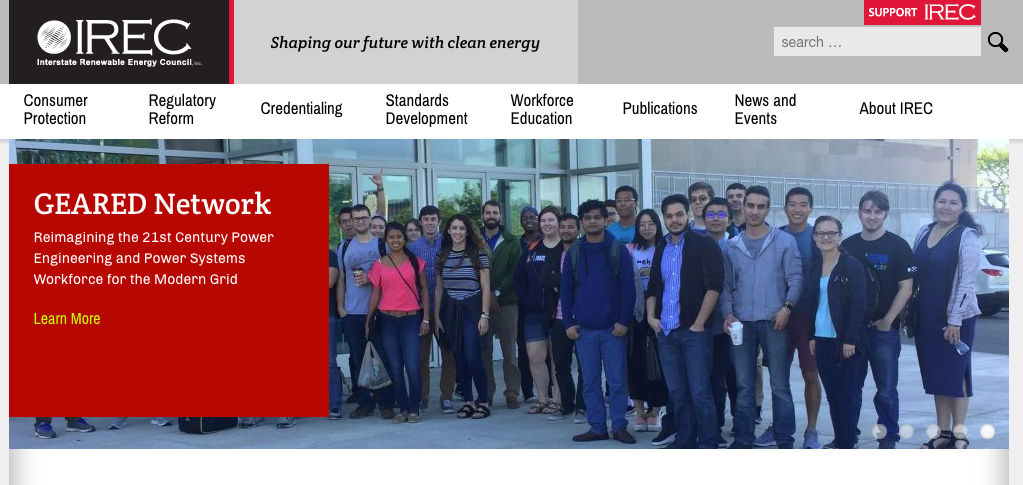 IREC
Interstate Renewable Energy Council, Inc.
Shaping our future with clean energy
SUPPORT IREC
search ...
Consumer
Protection
Regulatory
Reform
Credentialing
Standards
Development
Workforce
Education
Publications
News and
Events
About IREC
GEARED Network
Reimagining the 21st Century Power
Engineering and Power Systems
Workforce for the Modern Grid
Learn More